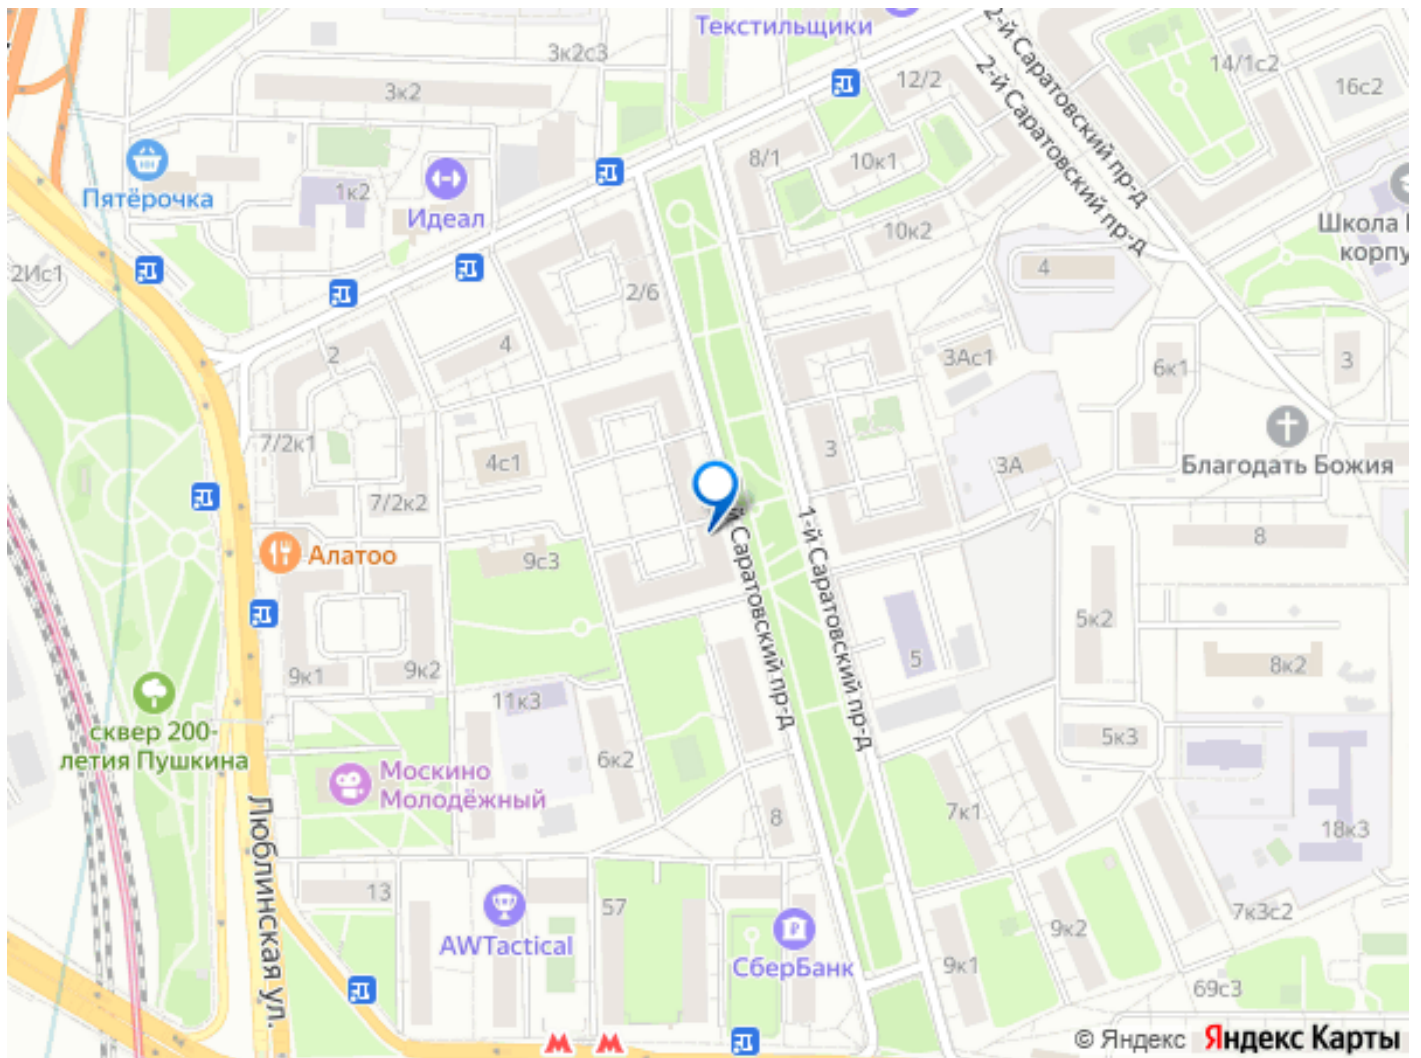 Текстильщики
2-й Саратовский пр-д
3к2с3
14/1с2
12/2
16с2
3к2
2-й Саратовский пр-д
8/1
10к1
Пятёрочка
1к2
Идеал
Школа
корпу
10к2
2Ис1
4
2/6
2
4
3Ас1
6к1
3
7/2к1
3
4с1
3А
Благодать Божия
7/2к2
й Саратовский пр-д
1-й Саратовский пр-д
Алатоо
9с3
8
5к2
9к1
9к2
5
8к2
11к3
сквер 200-
летия Пушкина
5к3
6к2
Москино
Молодёжный
7к1
8
18к3
Люблинская ул.
13
57
7к3с2
9к2
AWTactical
СберБанк
9к1
69с3
© Яндекс Яндекс Карты